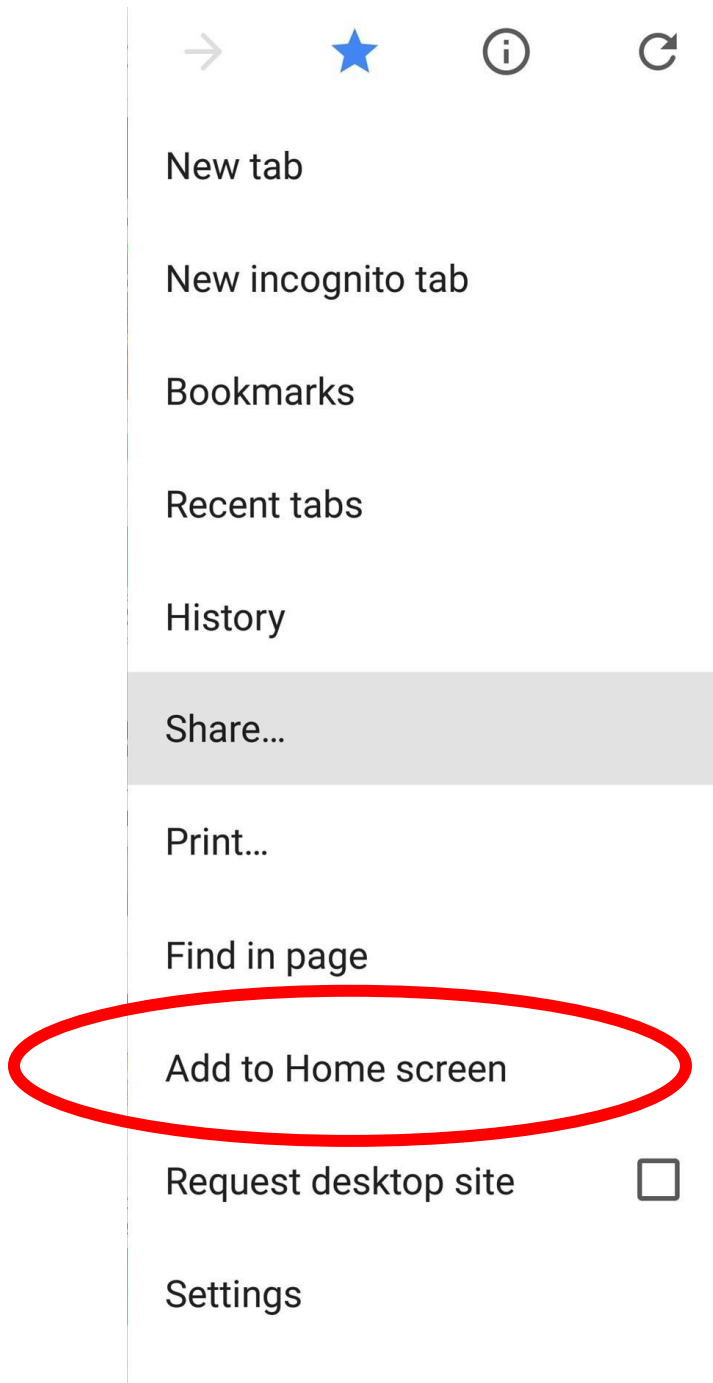 New tab
New incognito tab
Bookmarks
Recent tabs
History
Share…
Print…
Find in page
Add to Home screen
Request desktop site
Settings